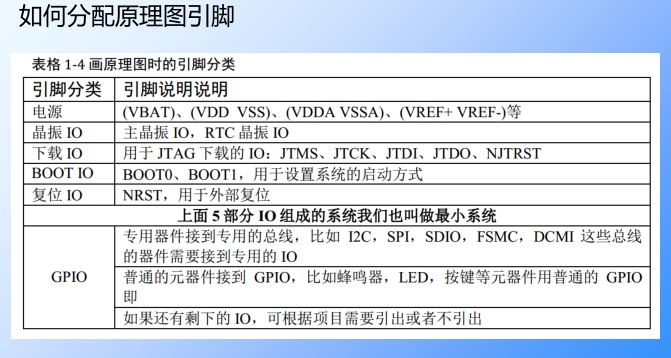 如何分配原理图引脚
表格 1-4 画原理图时的引脚分类
引脚分类 引脚说明说明
电源 (VBAT)、(VDD VSS)、(VDDA VSSA)、(VREF+ VREF-)等
晶振 IO 主晶振 IO，RTC 晶振 IO
下载 IO 用于 JTAG 下载的 IO：JTMS、JTCK、JTDI、JTDO、NJTRST
BOOT IO BOOT0、BOOT1，用于设置系统的启动方式
复位 IO NRST，用于外部复位
上面 5 部分 IO 组成的系统我们也叫做最小系统
专用器件接到专用的总线，比如 I2C，SPI，SDIO，FSMC，DCMI 这些总线
的器件需要接到专用的 IO
GPIO
普通的元器件接到 GPIO，比如蜂鸣器，LED，按键等元器件用普通的 GPIO
即
如果还有剩下的 IO，可根据项目需要引出或者不引出